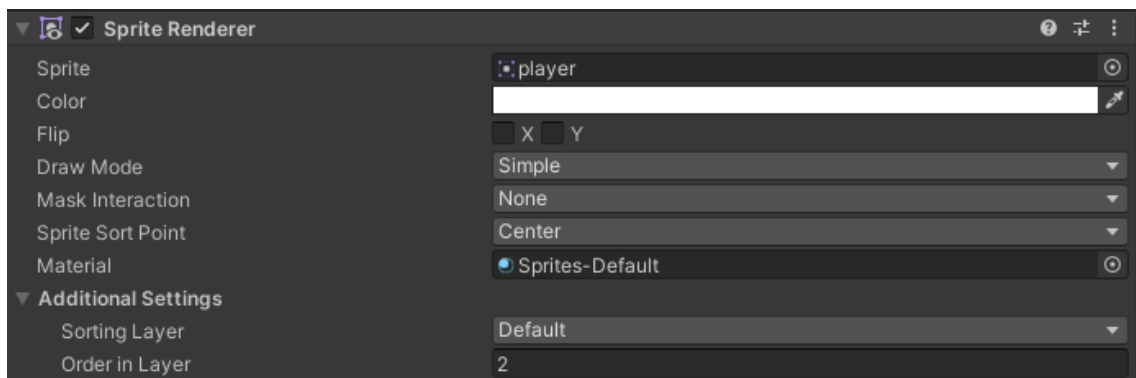 Sprite Renderer
Sprite player
Color
Flip X Y
Draw Mode Simple
Mask Interaction None
Sprite Sort Point Center
Material Sprites-Default
Additional Settings
Sorting Layer Default
Order in Layer 2